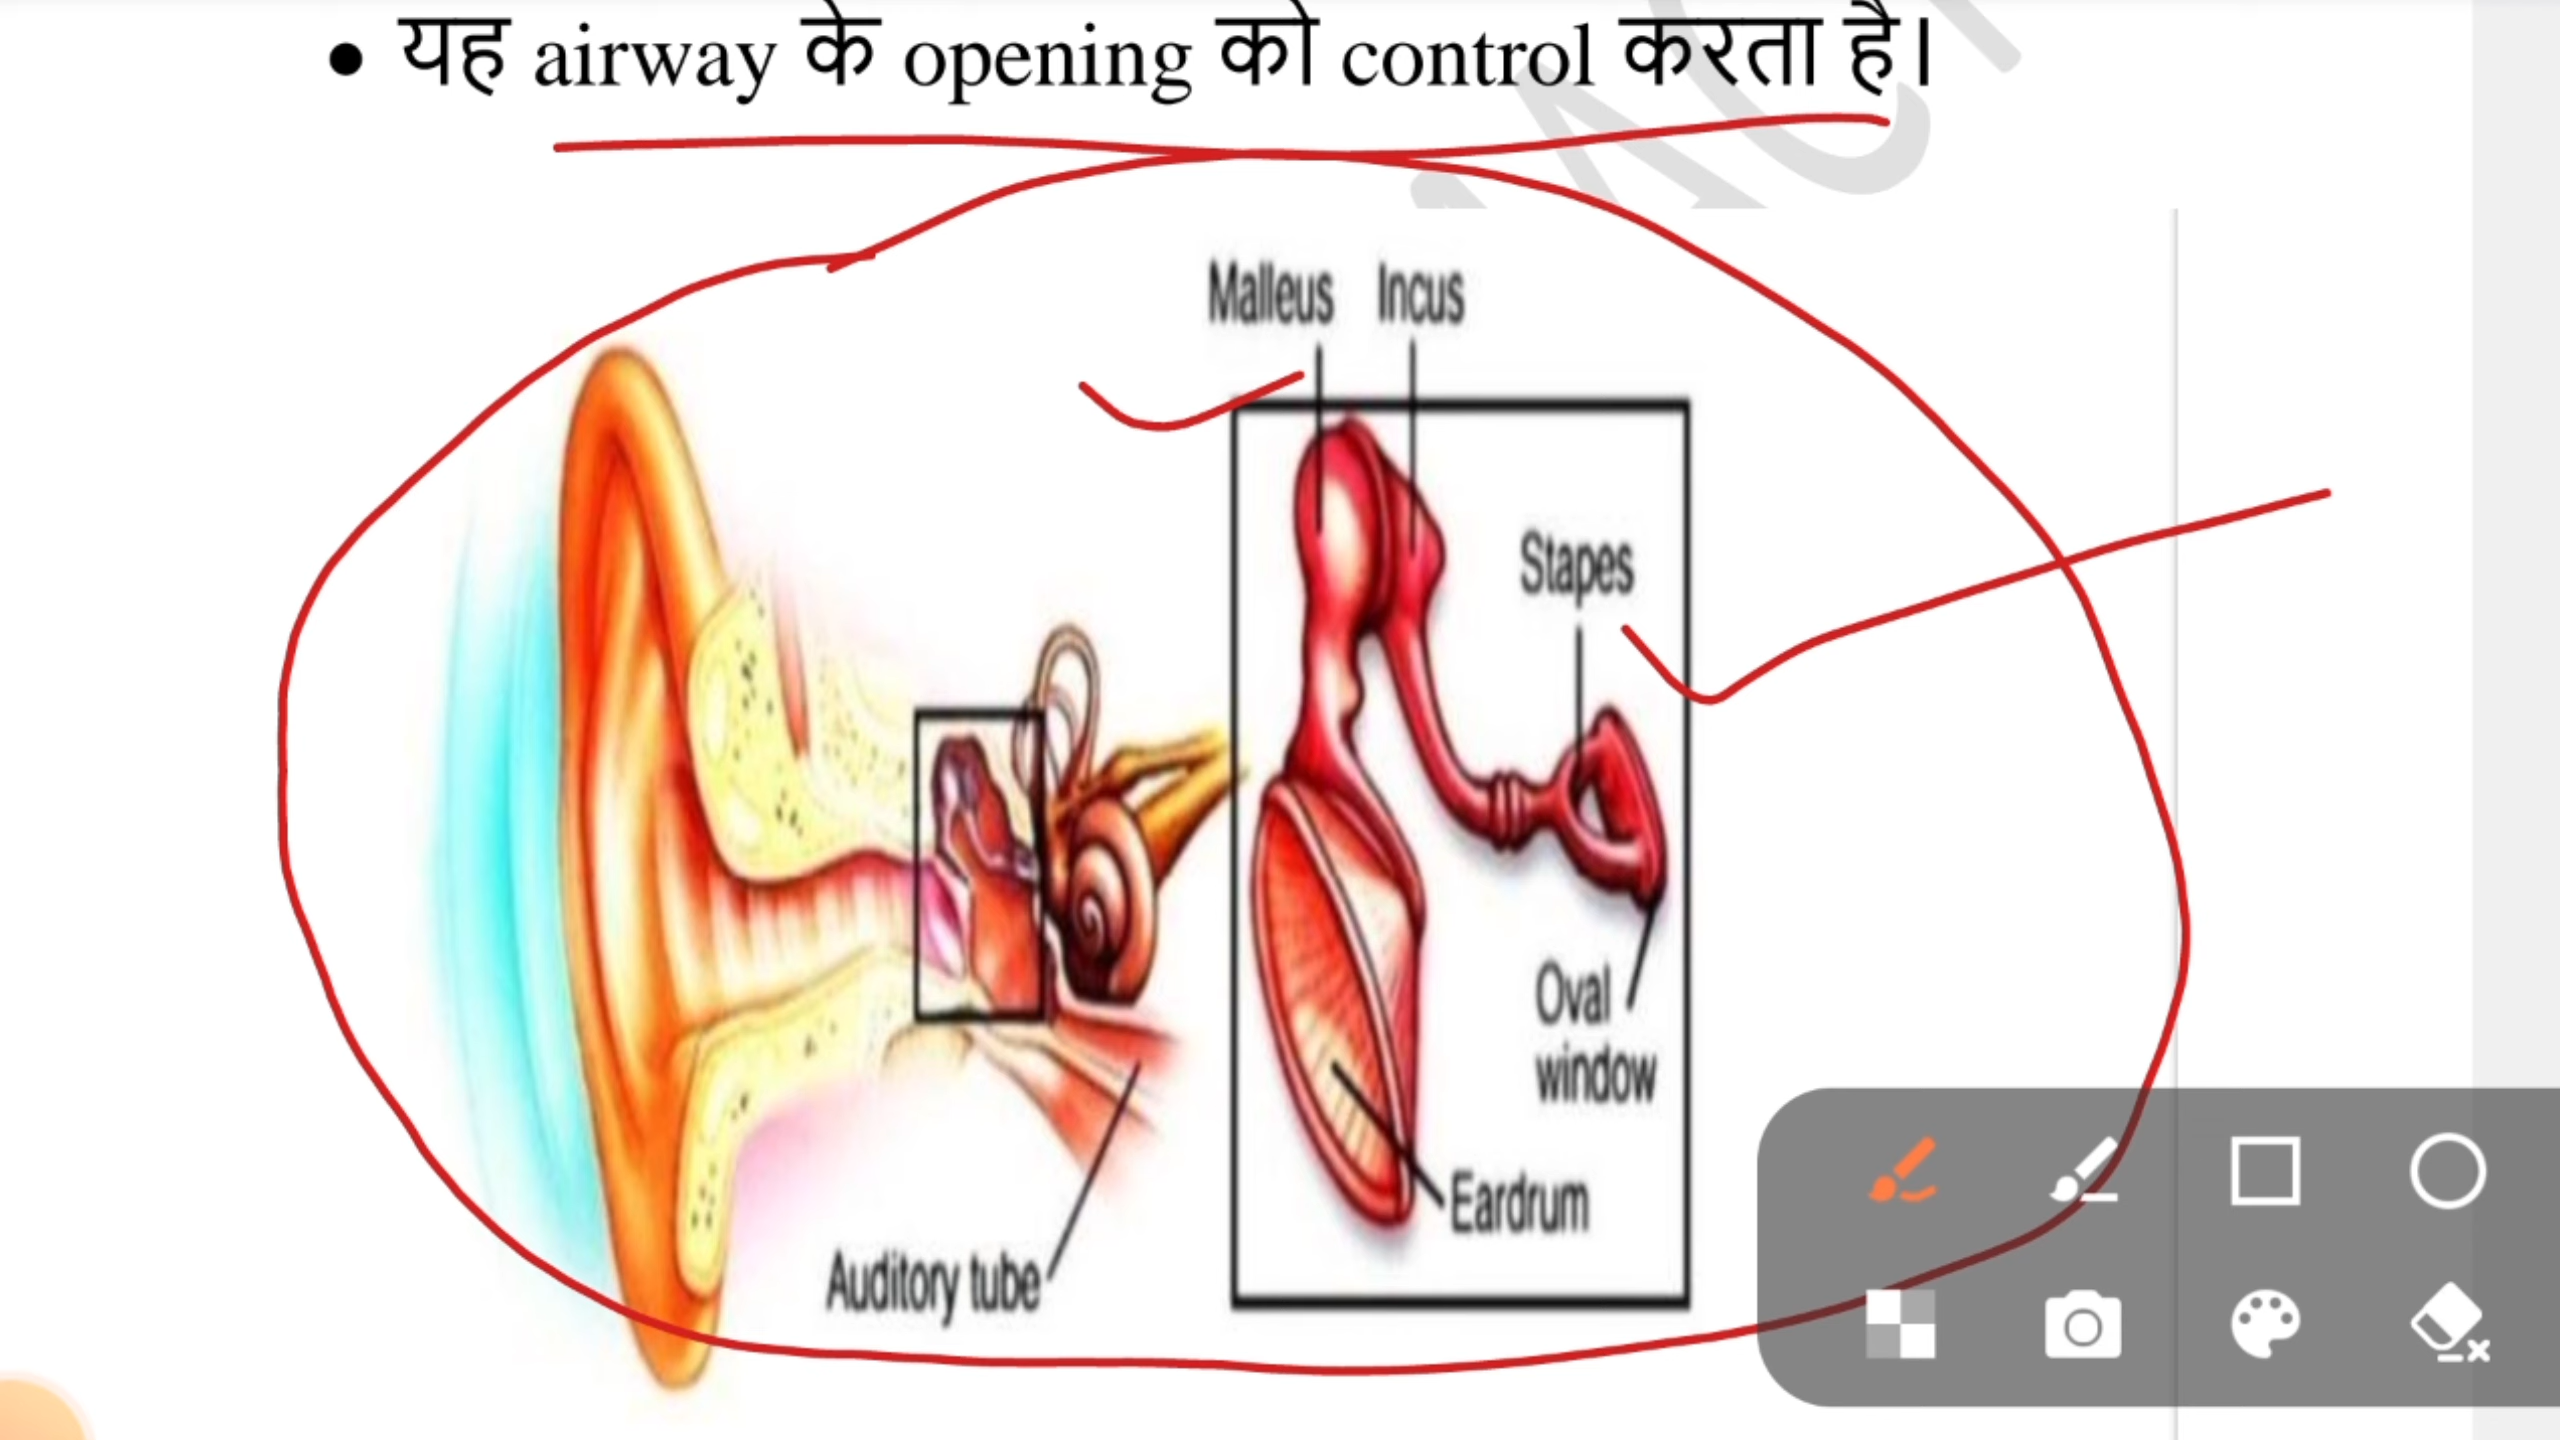 • यह airway के opening को control करता है।
Malleus Incus
Stapes
Oval
window
Eardrum
Auditory tube